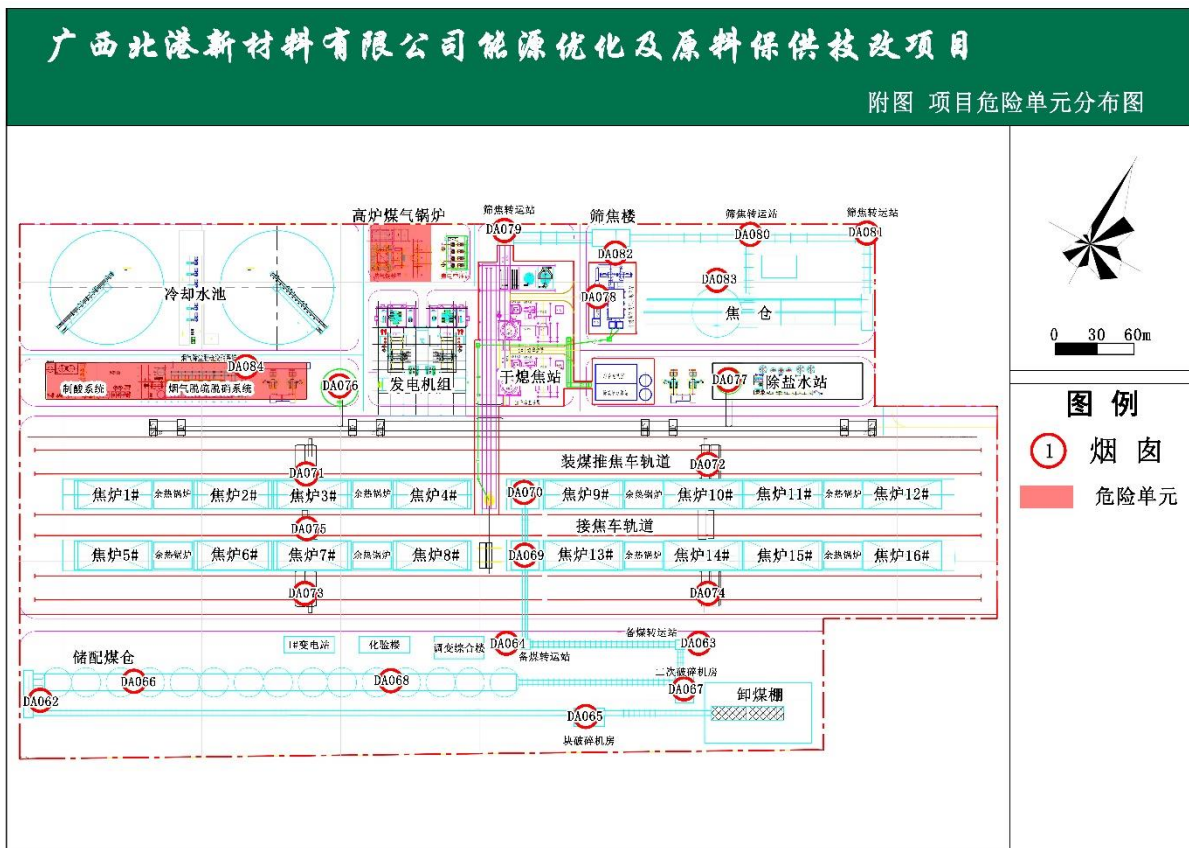 广西北港新材料有限公司能源优化及原料保供技改项目
附图 项目危险单元分布图
高炉煤气锅炉
筛焦转运站
DA079
筛焦楼
DA082
筛焦转运站
DA080
筛焦转运站
DA081
冷却水池
DA078
DA083
焦 仓
DA084
制酸系统
烟气脱硫脱硝系统
DA076
发电机组
干熄焦站
DA077
除盐水站
0 30 60m
图 例
1 烟 囱
危险单元
装煤推焦车轨道
DA071
DA070
DA072
焦炉1# 余热锅炉 焦炉2# 焦炉3# 余热锅炉 焦炉4# 焦炉9# 余热锅炉 焦炉10# 焦炉11# 余热锅炉 焦炉12#
DA075
接焦车轨道
DA069
焦炉5# 余热锅炉 焦炉6# 焦炉7# 余热锅炉 焦炉8# 焦炉13# 余热锅炉 焦炉14# 焦炉15# 余热锅炉 焦炉16#
DA073
DA074
1#变电站
化验楼
调变综合楼
DA064
备煤转运站
备煤转运站
DA063
储配煤仓
DA066
DA068
二次破碎机房
DA067
卸煤棚
DA062
DA065
块破碎机房